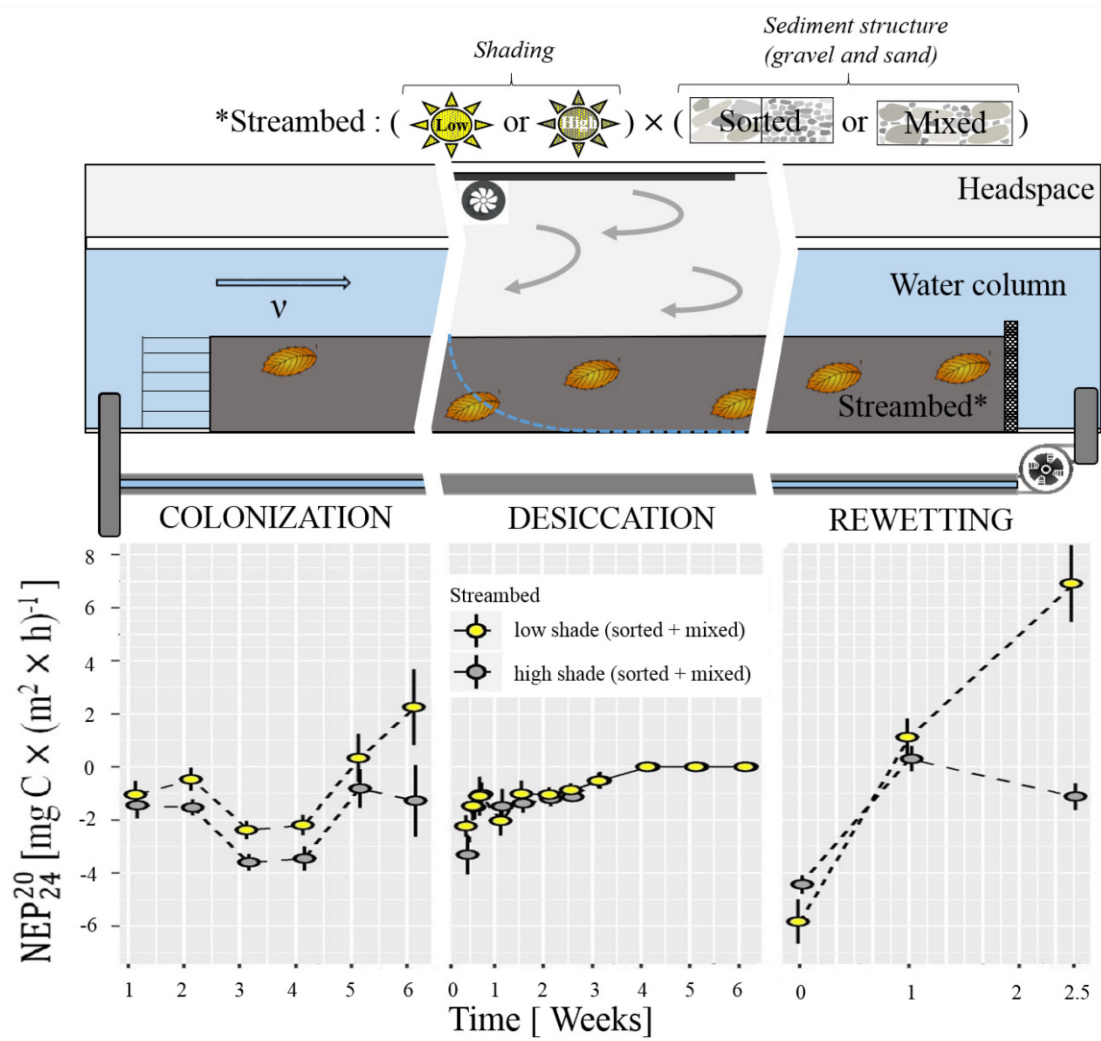 Shading
Sediment structure
(gravel and sand)
*Streambed : ( Low or High ) × ( Sorted or Mixed )
Headspace
ν
Water column
Streambed*
COLONIZATION DESICCATION REWETTING
NEP²⁰₂₄ [mg C × (m² × h)⁻¹]
8
6
4
2
0
-2
-4
-6
Streambed
low shade (sorted + mixed)
high shade (sorted + mixed)
1 2 3 4 5 6 0 1 2 3 4 5 6 0 1 2 2.5
Time [ Weeks]